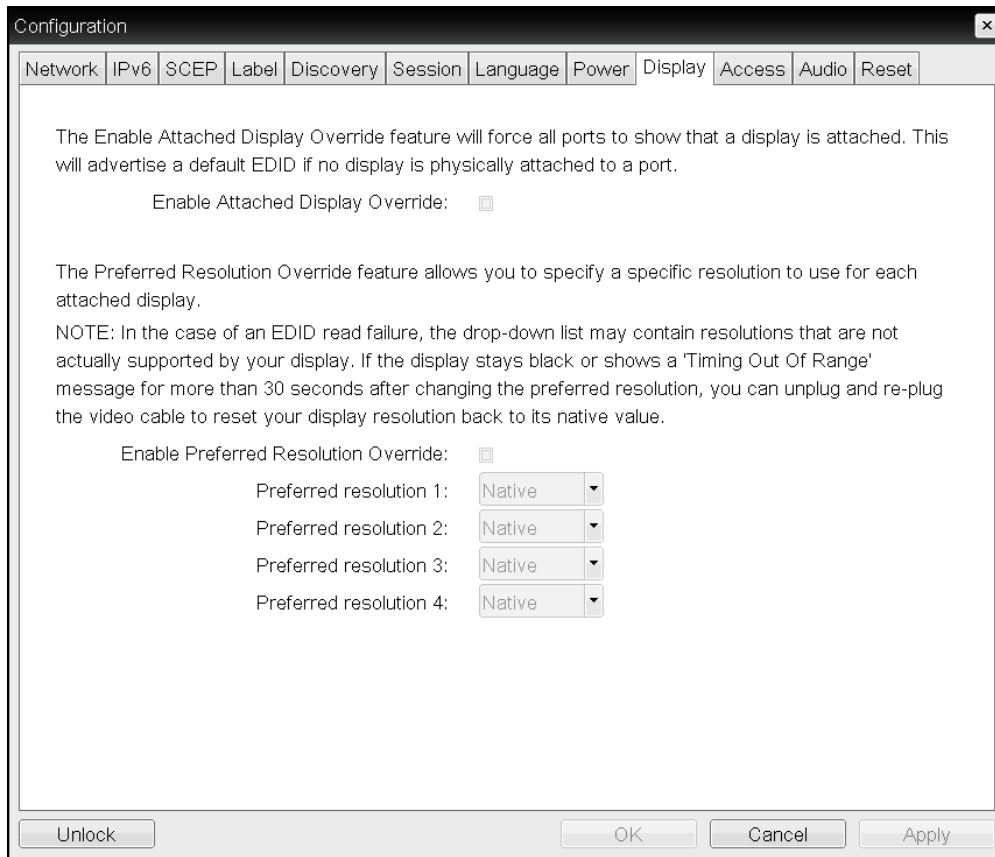 Configuration
Network IPv6 SCEP Label Discovery Session Language Power Display Access Audio Reset
The Enable Attached Display Override feature will force all ports to show that a display is attached. This
will advertise a default EDID if no display is physically attached to a port.
Enable Attached Display Override:
The Preferred Resolution Override feature allows you to specify a specific resolution to use for each
attached display.
NOTE: In the case of an EDID read failure, the drop-down list may contain resolutions that are not
actually supported by your display. If the display stays black or shows a 'Timing Out Of Range'
message for more than 30 seconds after changing the preferred resolution, you can unplug and re-plug
the video cable to reset your display resolution back to its native value.
Enable Preferred Resolution Override:
Preferred resolution 1: Native
Preferred resolution 2: Native
Preferred resolution 3: Native
Preferred resolution 4: Native
Unlock OK Cancel Apply